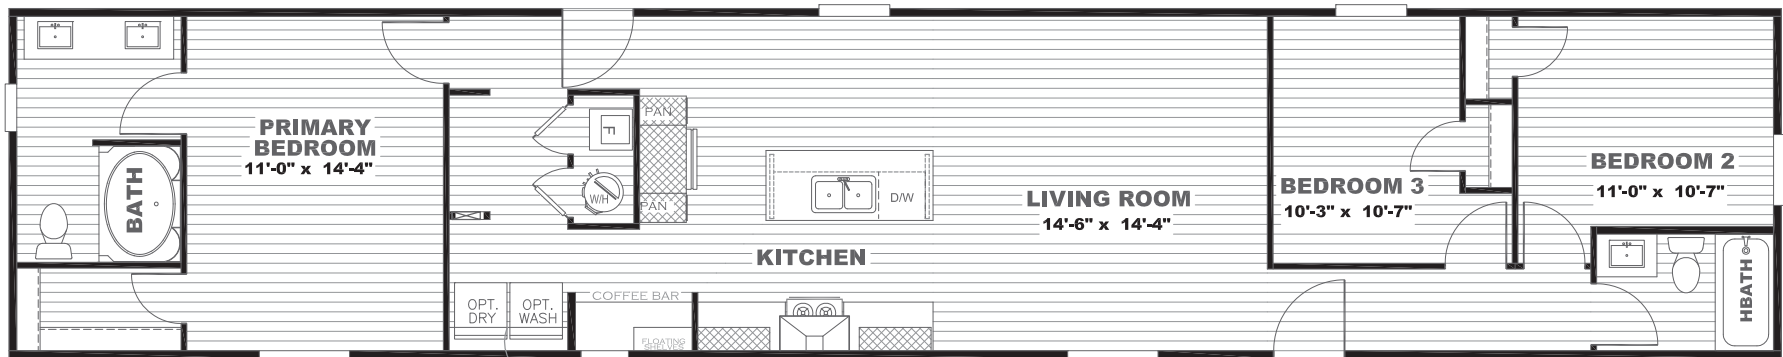 PRIMARY
BEDROOM
11'-0" x 14'-4"
BATH
F
W/H
PAN
PAN
D/W
LIVING ROOM
14'-6" x 14'-4"
KITCHEN
BEDROOM 3
10'-3" x 10'-7"
BEDROOM 2
11'-0" x 10'-7"
HBATH
OPT.
DRY
OPT.
WASH
COFFEE BAR
FLOATING
SHELVES